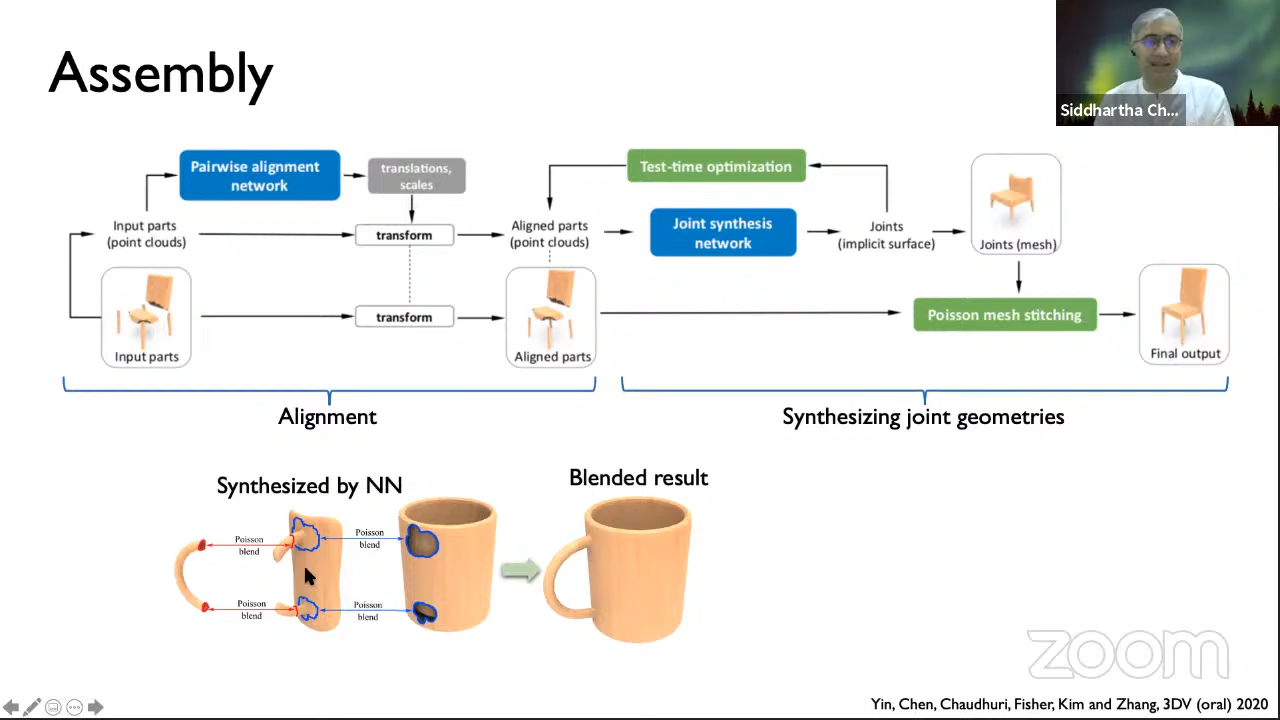 Assembly
Siddhartha Ch...
Pairwise alignment
network
translations,
scales
Test-time optimization
Input parts
(point clouds)
transform
Aligned parts
(point clouds)
Joint synthesis
network
Joints
(implicit surface)
Joints (mesh)
Input parts
transform
Aligned parts
Poisson mesh stitching
Final output
Alignment
Synthesizing joint geometries
Synthesized by NN
Blended result
Poisson
blend
Poisson
blend
Poisson
blend
Poisson
blend
zoom
Yin, Chen, Chaudhuri, Fisher, Kim and Zhang, 3DV (oral) 2020